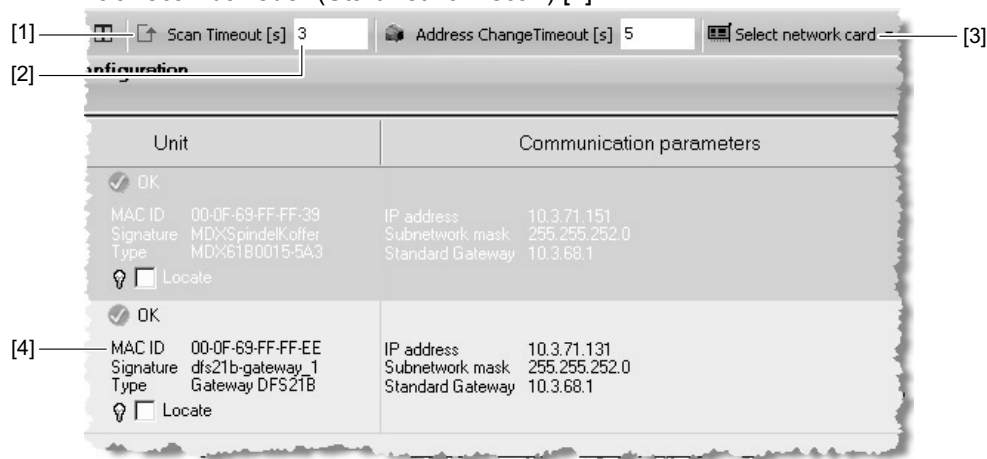 [1] Scan Timeout [s] 3 Address ChangeTimeout [s] 5 Select network card [3]
[2] onfiguration
Unit Communication parameters
OK
MAC ID 00-0F-69-FF-FF-39 IP address 10.3.71.151
Signature MDXSpindelKoffer Subnetwork mask 255.255.252.0
Type MDX61B0015-5A3 Standard Gateway 10.3.68.1
Locate
OK
[4] MAC ID 00-0F-69-FF-FF-EE IP address 10.3.71.131
Signature dfs21b-gateway_1 Subnetwork mask 255.255.252.0
Type Gateway DFS21B Standard Gateway 10.3.68.1
Locate